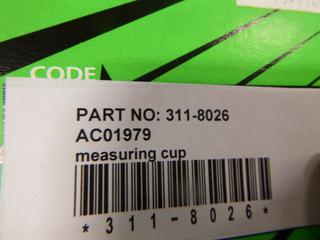 CODE
PART NO: 311-8026
AC01979
measuring cup
*311-8026*